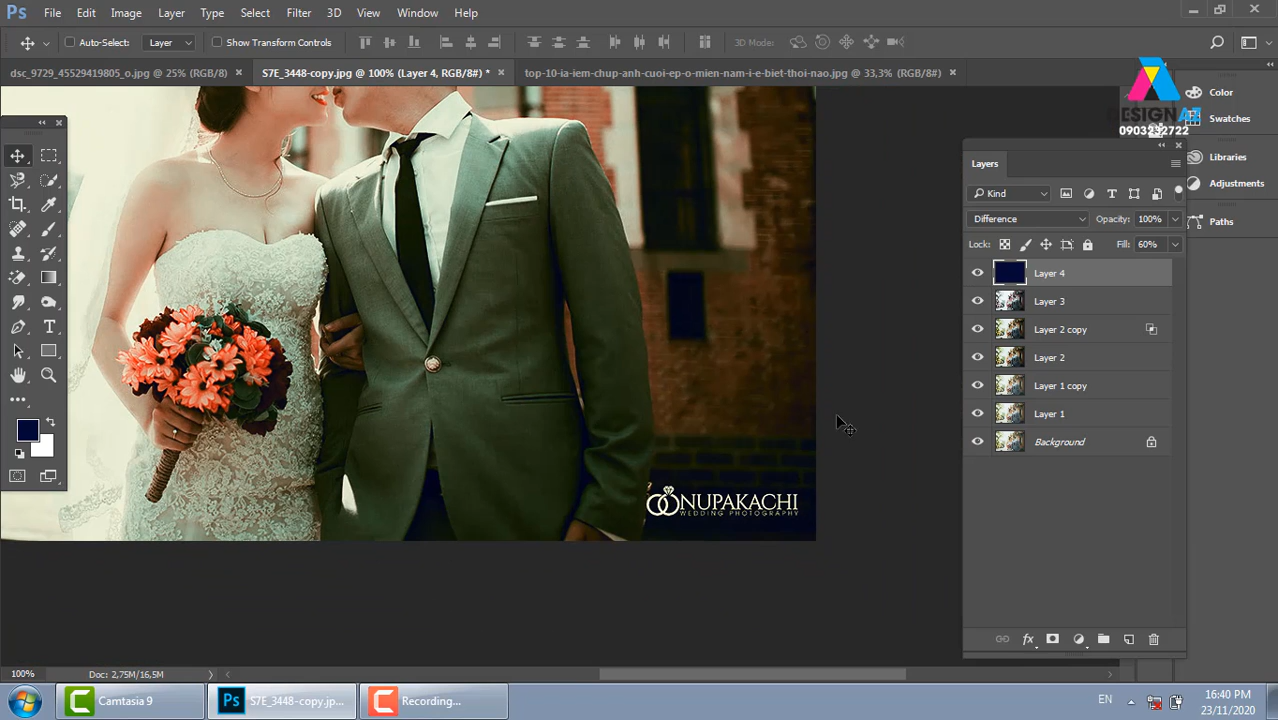 Ps File Edit Image Layer Type Select Filter 3D View Window Help
Auto-Select: Layer Show Transform Controls 3D Mode:
dsc_9729_45529419805_o.jpg @ 25% (RGB/8) S7E_3448-copy.jpg @ 100% (Layer 4, RGB/8#) * top-10-ia-iem-chup-anh-cuoi-ep-o-mien-nam-i-e-biet-thoi-nao.jpg @ 33,3% (RGB/8#)
Color
Swatches
Libraries
Adjustments
Paths
Layers
Kind
Difference Opacity: 100%
Lock: Fill: 60%
Layer 4
Layer 3
Layer 2 copy
Layer 2
Layer 1 copy
Layer 1
Background
fx
NUPAKACHI
WEDDING PHOTOGRAPHY
100% Doc: 2,75M/16,5M
Camtasia 9
Ps S7E_3448-copy.jp...
Recording...
EN
16:40 PM
23/11/2020